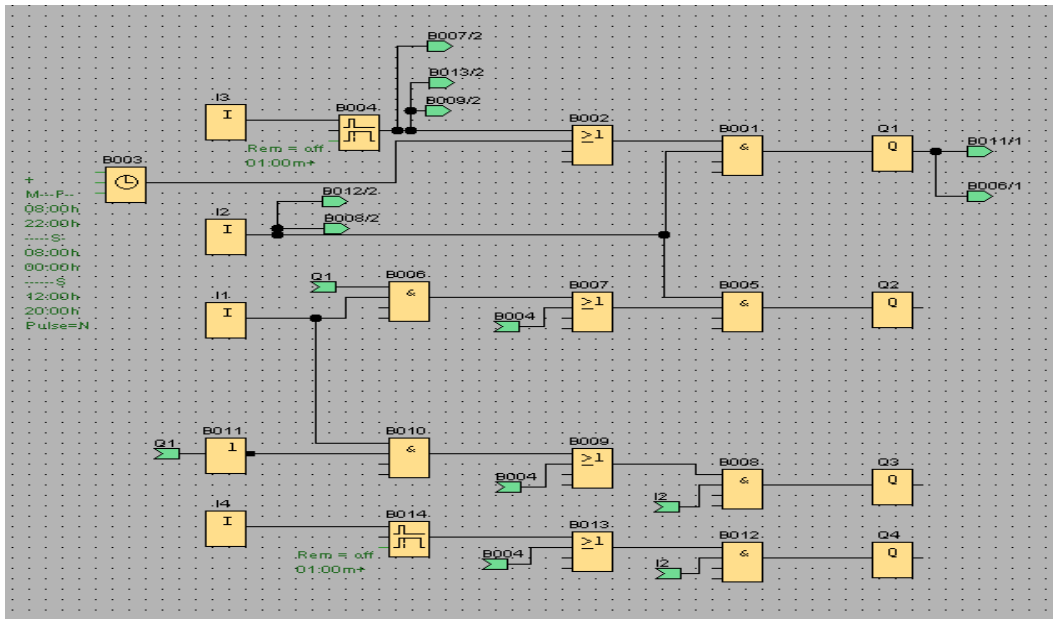 B007/2
B013/2
I3
I
B004
B009/2
Rem = off
01:00m+
B002
≥1
B001
&
Q1
Q
B011/1
B006/1
B003
+
M---F--
08:00h
22:00h
-----S-
08:00h
00:00h
------S
12:00h
20:00h
Pulse=N
B012/2
I2
I
B008/2
Q1
B006
&
I1
I
B004
B007
≥1
B005
&
Q2
Q
Q1
B011
1
B010
&
B004
B009
≥1
I2
B008
&
Q3
Q
I4
I
B014
Rem = off
01:00m+
B004
B013
≥1
I2
B012
&
Q4
Q